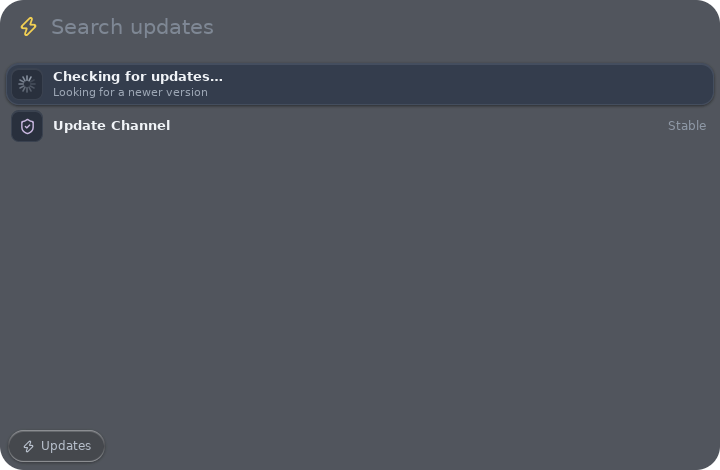 Search updates
Checking for updates...
Looking for a newer version
Update Channel
Stable
Updates